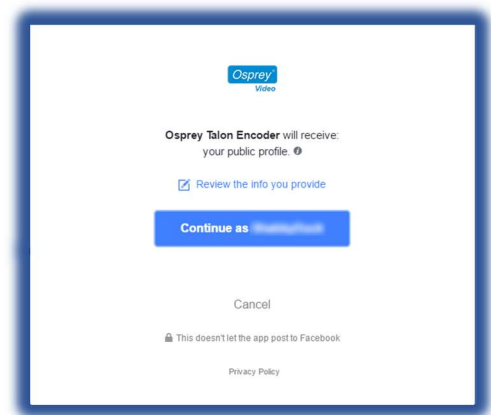 Osprey
Video
Osprey Talon Encoder will receive:
your public profile.
Review the info you provide
Continue as
Cancel
This doesn't let the app post to Facebook
Privacy Policy